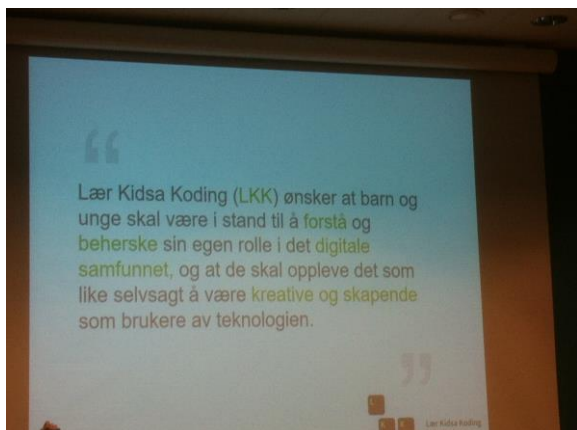 “
Lær Kidsa Koding (LKK) ønsker at barn og
unge skal være i stand til å forstå og
beherske sin egen rolle i det digitale
samfunnet, og at de skal oppleve det som
like selvsagt å være kreative og skapende
som brukere av teknologien.
”
L
K K Lær Kidsa Koding